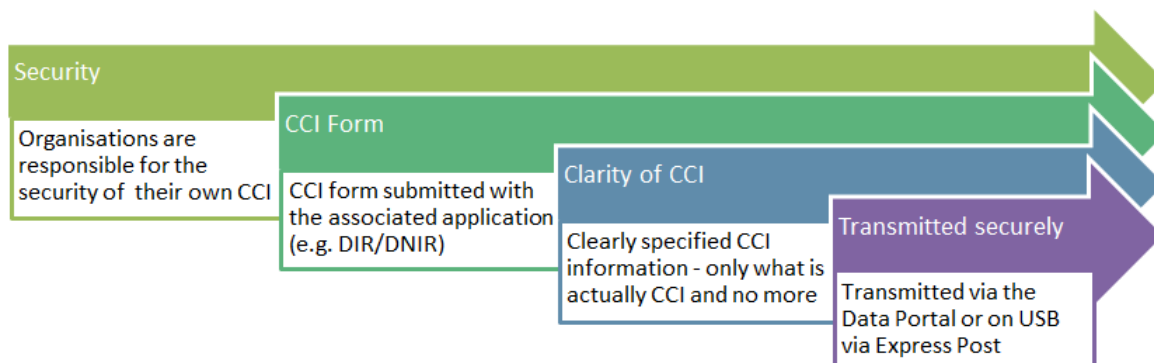 Security
Organisations are
responsible for the
security of their own CCI
CCI Form
CCI form submitted with
the associated application
(e.g. DIR/DNIR)
Clarity of CCI
Clearly specified CCI
information - only what is
actually CCI and no more
Transmitted securely
Transmitted via the
Data Portal or on USB
via Express Post